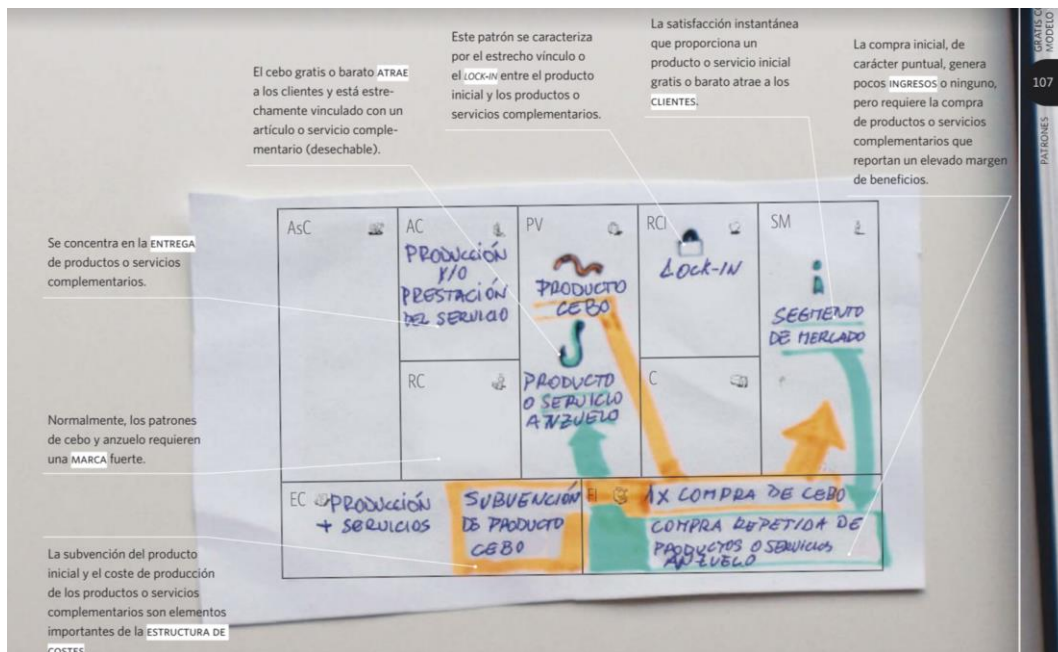 El cebo gratis o barato ATRAE
a los clientes y está estre-
chamente vinculado con un
artículo o servicio comple-
mentario (desechable).
Este patrón se caracteriza
por el estrecho vínculo o
el LOCK-IN entre el producto
inicial y los productos o
servicios complementarios.
La satisfacción instantánea
que proporciona un
producto o servicio inicial
gratis o barato atrae a los
CLIENTES.
La compra inicial, de
carácter puntual, genera
pocos INGRESOS o ninguno,
pero requiere la compra
de productos o servicios
complementarios que
reportan un elevado margen
de beneficios.
GRATIS
MODELO
107
PATRONES
Se concentra en la ENTREGA
de productos o servicios
complementarios.
Normalmente, los patrones
de cebo y anzuelo requieren
una MARCA fuerte.
La subvención del producto
inicial y el coste de producción
de los productos o servicios
complementarios son elementos
importantes de la ESTRUCTURA DE
COSTES
AsC
AC
PRODUCCIÓN
Y/O
PRESTACIÓN
DEL SERVICIO
RC
PV
PRODUCTO
CEBO
PRODUCTO
O SERVICIO
ANZUELO
RCl
LOCK-IN
C
SM
SEGMENTO
DE MERCADO
EC
PRODUCCIÓN
+ SERVICIOS
SUBVENCIÓN
DE PRODUCTO
CEBO
FI
1X COMPRA DE CEBO
COMPRA REPETIDA DE
PRODUCTOS O SERVICIOS
ANZUELO